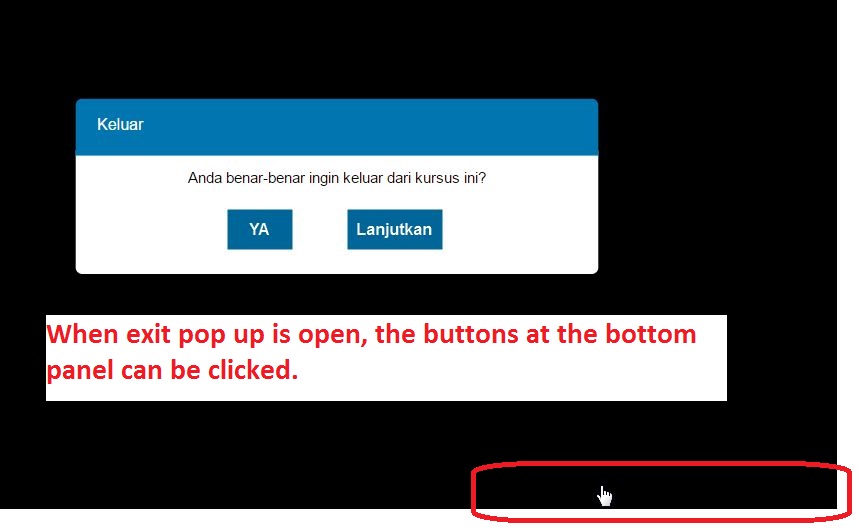 Keluar
Anda benar-benar ingin keluar dari kursus ini?
YA
Lanjutkan
When exit pop up is open, the buttons at the bottom
panel can be clicked.